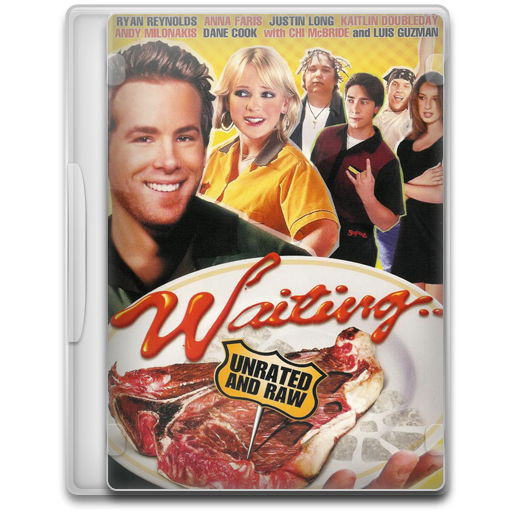 RYAN REYNOLDS ANNA FARIS JUSTIN LONG KAITLIN DOUBLEDAY
ANDY MILONAKIS DANE COOK with CHI McBRIDE and LUIS GUZMAN
Waiting...
UNRATED
AND RAW